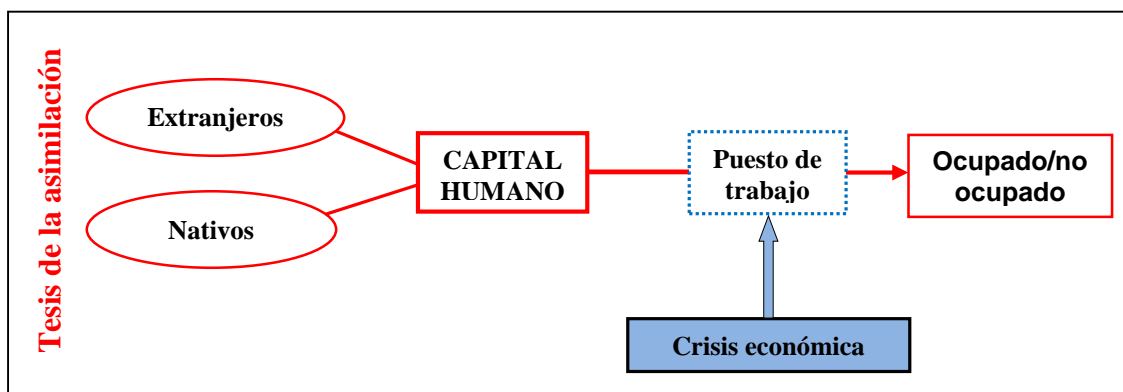 Tesis de la asimilación
Extranjeros
Nativos
CAPITAL
HUMANO
Puesto de
trabajo
Ocupado/no
ocupado
Crisis económica